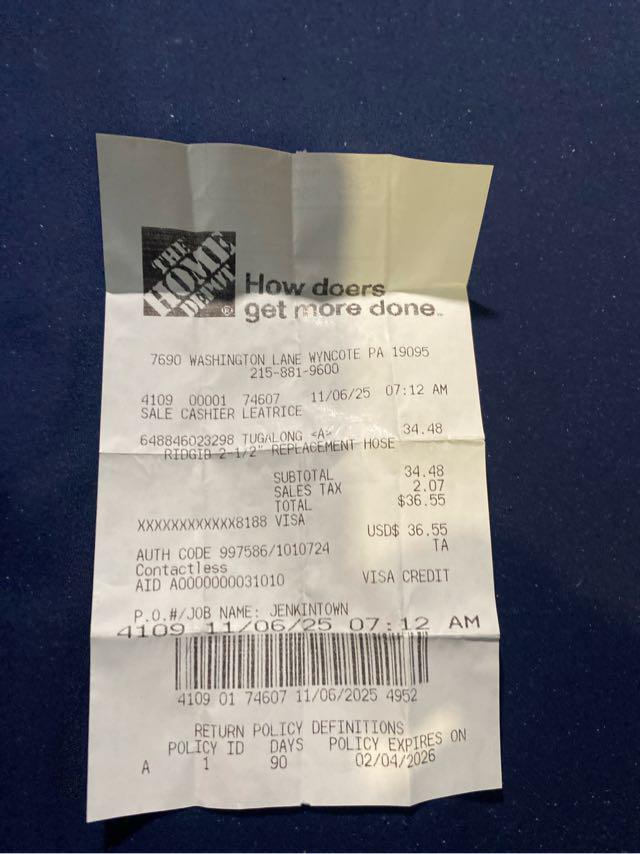 THE
HOME
DEPOT
®
How doers
get more done™
7690 WASHINGTON LANE WYNCOTE PA 19095
215-881-9600
4109 00001 74607 11/06/25 07:12 AM
SALE CASHIER LEATRICE
648846023298 TUGALONG <A> 34.48
RIDGID 2-1/2" REPLACEMENT HOSE
SUBTOTAL 34.48
SALES TAX 2.07
TOTAL $36.55
XXXXXXXXXXXX8188 VISA
USD$ 36.55
AUTH CODE 997586/1010724 TA
Contactless
AID A0000000031010 VISA CREDIT
P.O.#/JOB NAME: JENKINTOWN
4109 11/06/25 07:12 AM
4109 01 74607 11/06/2025 4952
RETURN POLICY DEFINITIONS
POLICY ID DAYS POLICY EXPIRES ON
A 1 90 02/04/2026